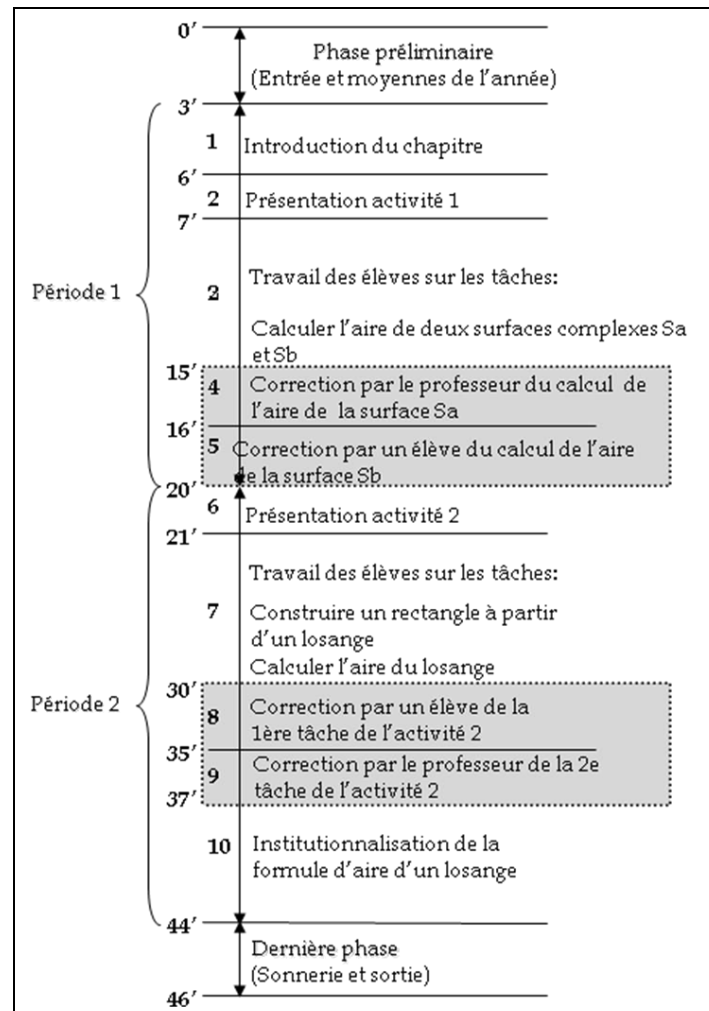 0’
Phase préliminaire
(Entrée et moyennes de l’année)
3’
1 Introduction du chapitre
6’
2 Présentation activité 1
7’
Période 1
2 Travail des élèves sur les tâches:
Calculer l’aire de deux surfaces complexes Sa
et Sb
15’
4 Correction par le professeur du calcul de
l’aire de la surface Sa
16’
5 Correction par un élève du calcul de l’aire
de la surface Sb
20’
6 Présentation activité 2
21’
Travail des élèves sur les tâches:
7 Construire un rectangle à partir
d’un losange
Calculer l’aire du losange
30’
Période 2
8 Correction par un élève de la
1ère tâche de l’activité 2
35’
9 Correction par le professeur de la 2e
tâche de l’activité 2
37’
10 Institutionnalisation de la
formule d’aire d’un losange
44’
Dernière phase
(Sonnerie et sortie)
46’